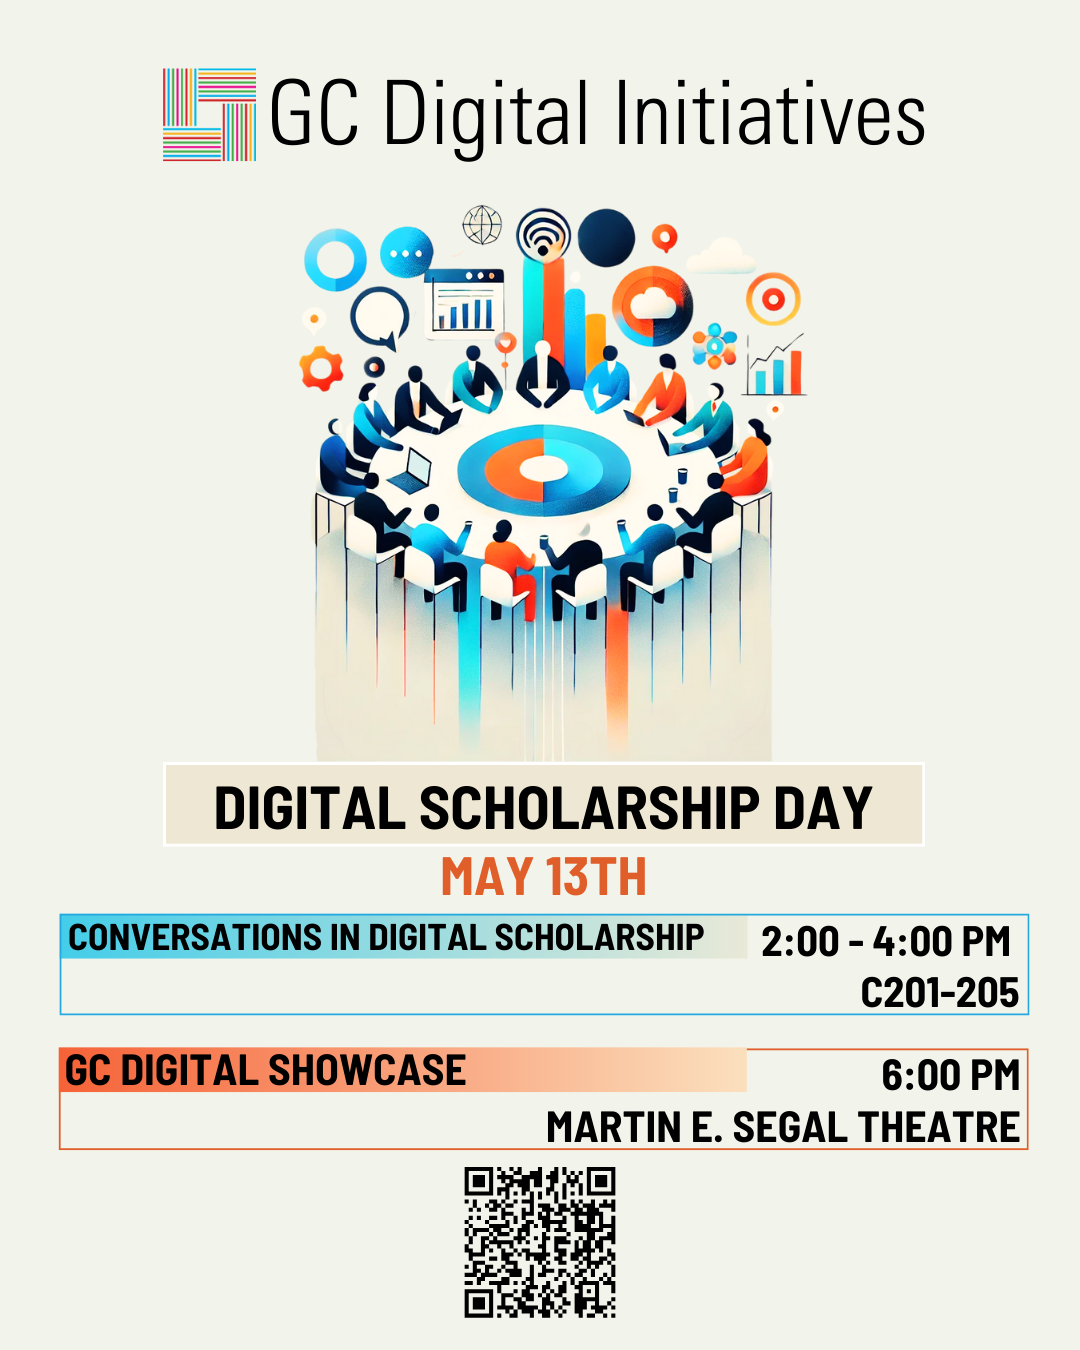 GC Digital Initiatives
DIGITAL SCHOLARSHIP DAY
MAY 13TH
CONVERSATIONS IN DIGITAL SCHOLARSHIP
2:00 - 4:00 PM
C201-205
GC DIGITAL SHOWCASE
6:00 PM
MARTIN E. SEGAL THEATRE